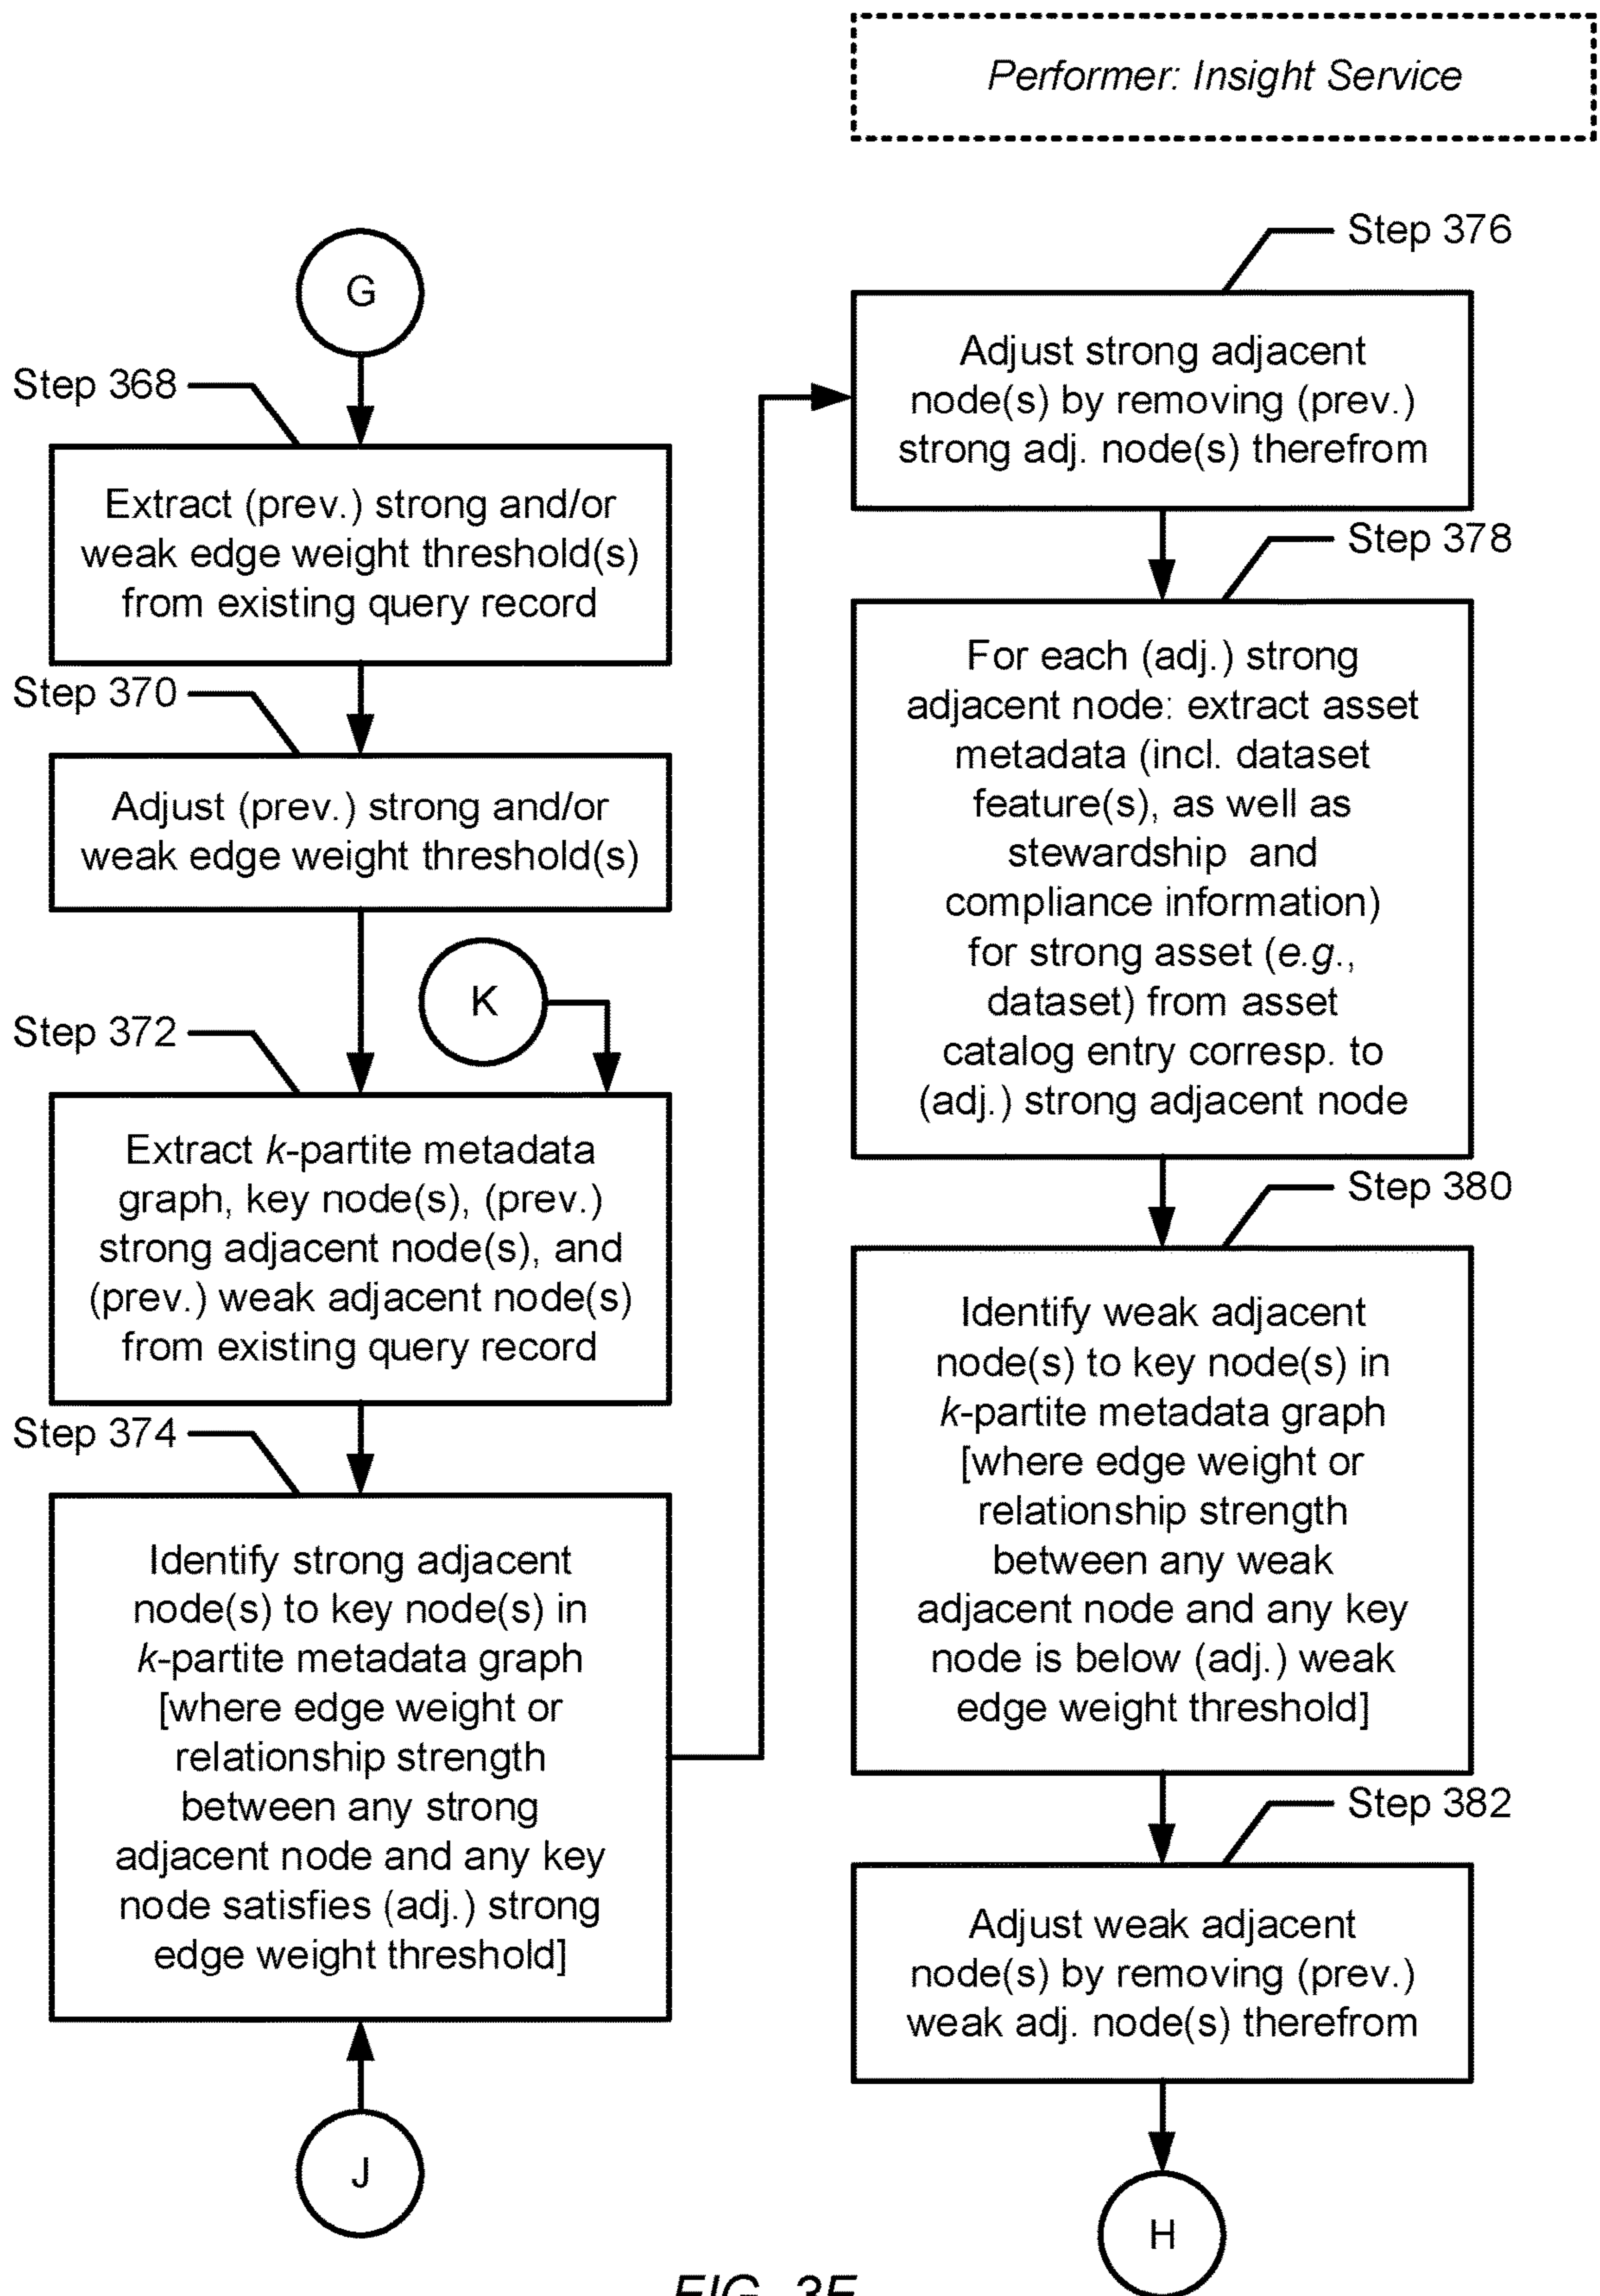 Performer: Insight Service
G
Step 368
Extract (prev.) strong and/or
weak edge weight threshold(s)
from existing query record
Step 370
Adjust (prev.) strong and/or
weak edge weight threshold(s)
K
Step 372
Extract k-partite metadata
graph, key node(s), (prev.)
strong adjacent node(s), and
(prev.) weak adjacent node(s)
from existing query record
Step 374
Identify strong adjacent
node(s) to key node(s) in
k-partite metadata graph
[where edge weight or
relationship strength
between any strong
adjacent node and any key
node satisfies (adj.) strong
edge weight threshold]
J
Step 376
Adjust strong adjacent
node(s) by removing (prev.)
strong adj. node(s) therefrom
Step 378
For each (adj.) strong
adjacent node: extract asset
metadata (incl. dataset
feature(s), as well as
stewardship and
compliance information)
for strong asset (e.g.,
dataset) from asset
catalog entry corresp. to
(adj.) strong adjacent node
Step 380
Identify weak adjacent
node(s) to key node(s) in
k-partite metadata graph
[where edge weight or
relationship strength
between any weak
adjacent node and any key
node is below (adj.) weak
edge weight threshold]
Step 382
Adjust weak adjacent
node(s) by removing (prev.)
weak adj. node(s) therefrom
H
FIG.